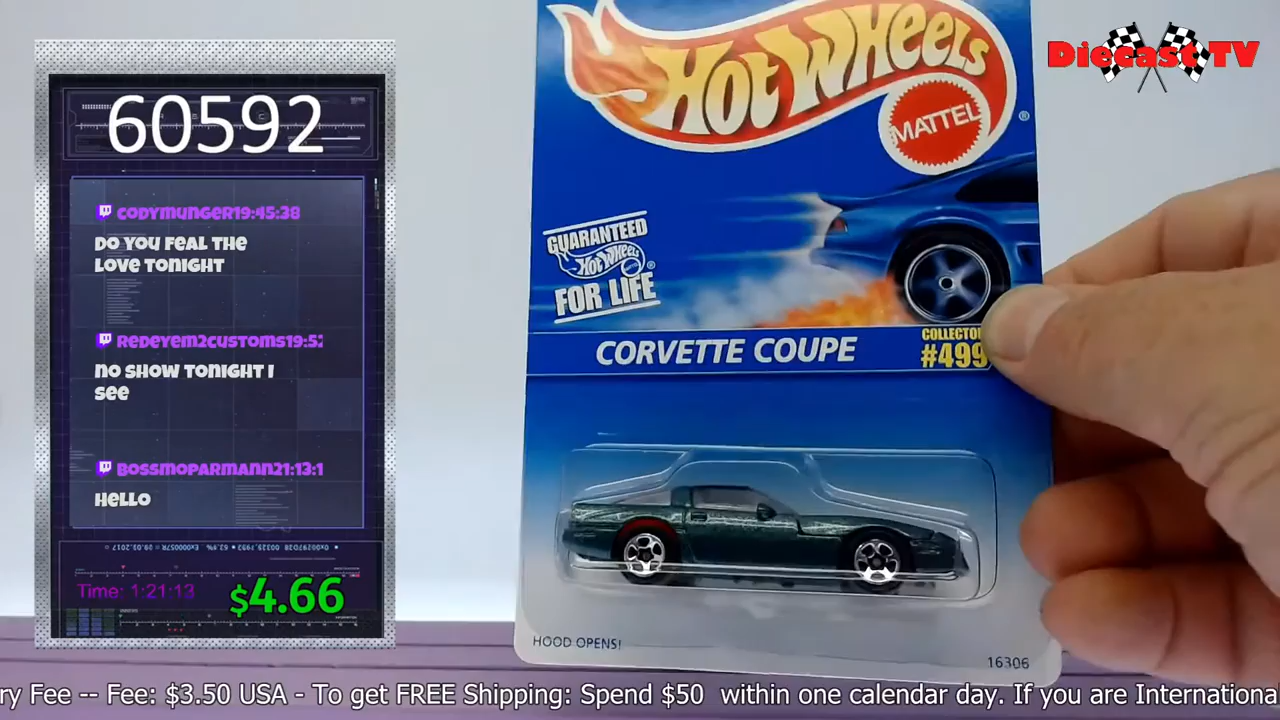 60592
codymunger19:45:38
DO YOU FEAL THE
LOVE TONIGHT
Redeyem2customs19:52
NO SHOW TONIGHT I
SEE
Bossmoparmann21:13:1
HELLO
Time: 1:21:13
$4.66
HOT WHEELS
MATTEL
®
GUARANTEED
Hot Wheels
®
FOR LIFE
COLLECTOR
#499
CORVETTE COUPE
HOOD OPENS!
16306
Diecast TV
ry Fee -- Fee: $3.50 USA - To get FREE Shipping: Spend $50 within one calendar day. If you are Internationa